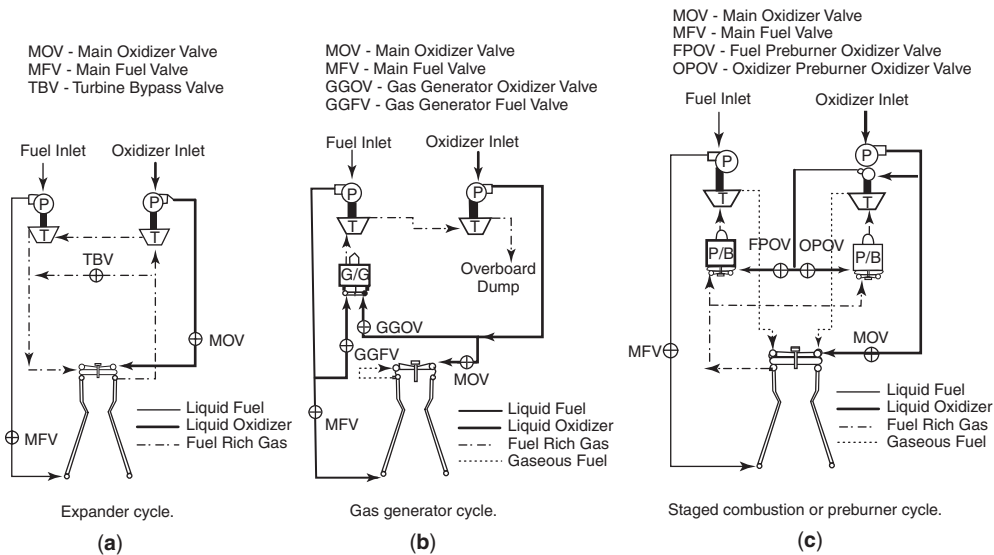 MOV - Main Oxidizer Valve
MFV - Main Fuel Valve
TBV - Turbine Bypass Valve
Fuel Inlet
Oxidizer Inlet
P
P
T
T
TBV
MOV
MFV
Liquid Fuel
Liquid Oxidizer
Fuel Rich Gas
Expander cycle.
(a)
MOV - Main Oxidizer Valve
MFV - Main Fuel Valve
GGOV - Gas Generator Oxidizer Valve
GGFV - Gas Generator Fuel Valve
Fuel Inlet
Oxidizer Inlet
P
P
T
T
G/G
Overboard
Dump
GGOV
GGFV
MOV
MFV
Liquid Fuel
Liquid Oxidizer
Fuel Rich Gas
Gaseous Fuel
Gas generator cycle.
(b)
MOV - Main Oxidizer Valve
MFV - Main Fuel Valve
FPOV - Fuel Preburner Oxidizer Valve
OPOV - Oxidizer Preburner Oxidizer Valve
Fuel Inlet
Oxidizer Inlet
P
P
T
T
P/B
FPOV
OPOV
P/B
MFV
MOV
Liquid Fuel
Liquid Oxidizer
Fuel Rich Gas
Gaseous Fuel
Staged combustion or preburner cycle.
(c)